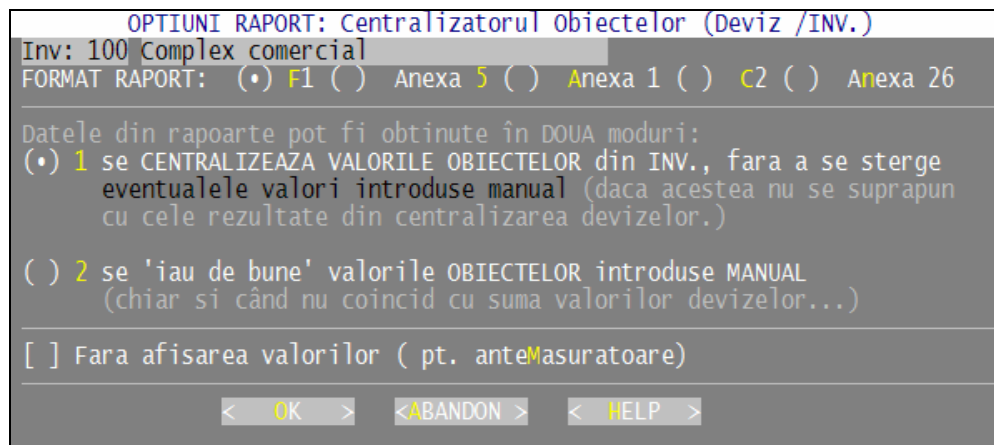 OPTIUNI RAPORT: Centralizatorul Obiectelor (Deviz /INV.)
Inv: 100 Complex comercial
FORMAT RAPORT: (•) F1 ( ) Anexa 5 ( ) Anexa 1 ( ) C2 ( ) Anexa 26
Datele din rapoarte pot fi obtinute în DOUA moduri:
(•) 1 se CENTRALIZEAZA VALORILE OBIECTELOR din INV., fara a se sterge
eventualele valori introduse manual (daca acestea nu se suprapun
cu cele rezultate din centralizarea devizelor.)
( ) 2 se 'iau de bune' valorile OBIECTELOR introduse MANUAL
(chiar si când nu coincid cu suma valorilor devizelor...)
[ ] Fara afisarea valorilor ( pt. anteMasuratoare)
< OK > <ABANDON > < HELP >